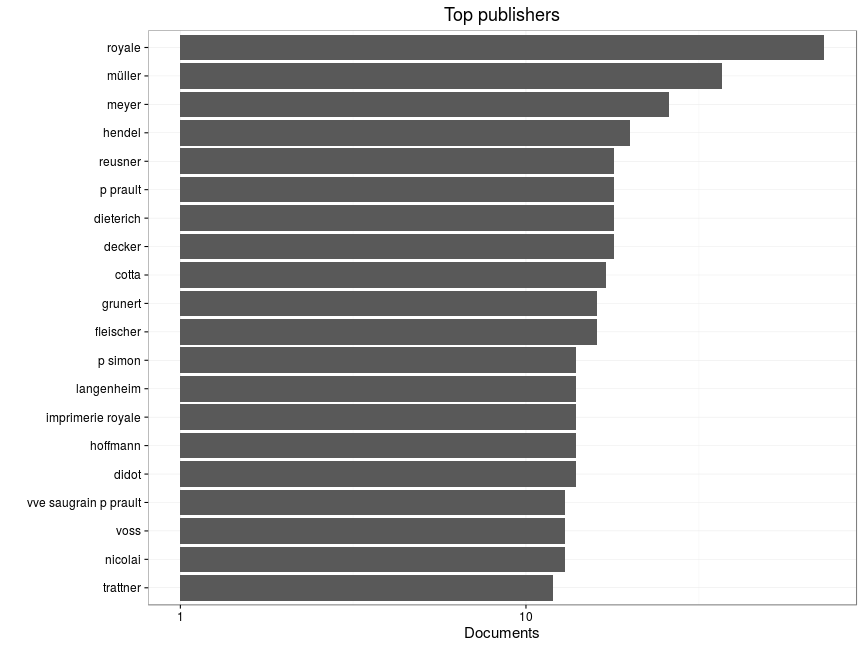 Top publishers
royale
müller
meyer
hendel
reusner
p prault
dieterich
decker
cotta
grunert
fleischer
p simon
langenheim
imprimerie royale
hoffmann
didot
vve saugrain p prault
voss
nicolai
trattner
1 10
Documents